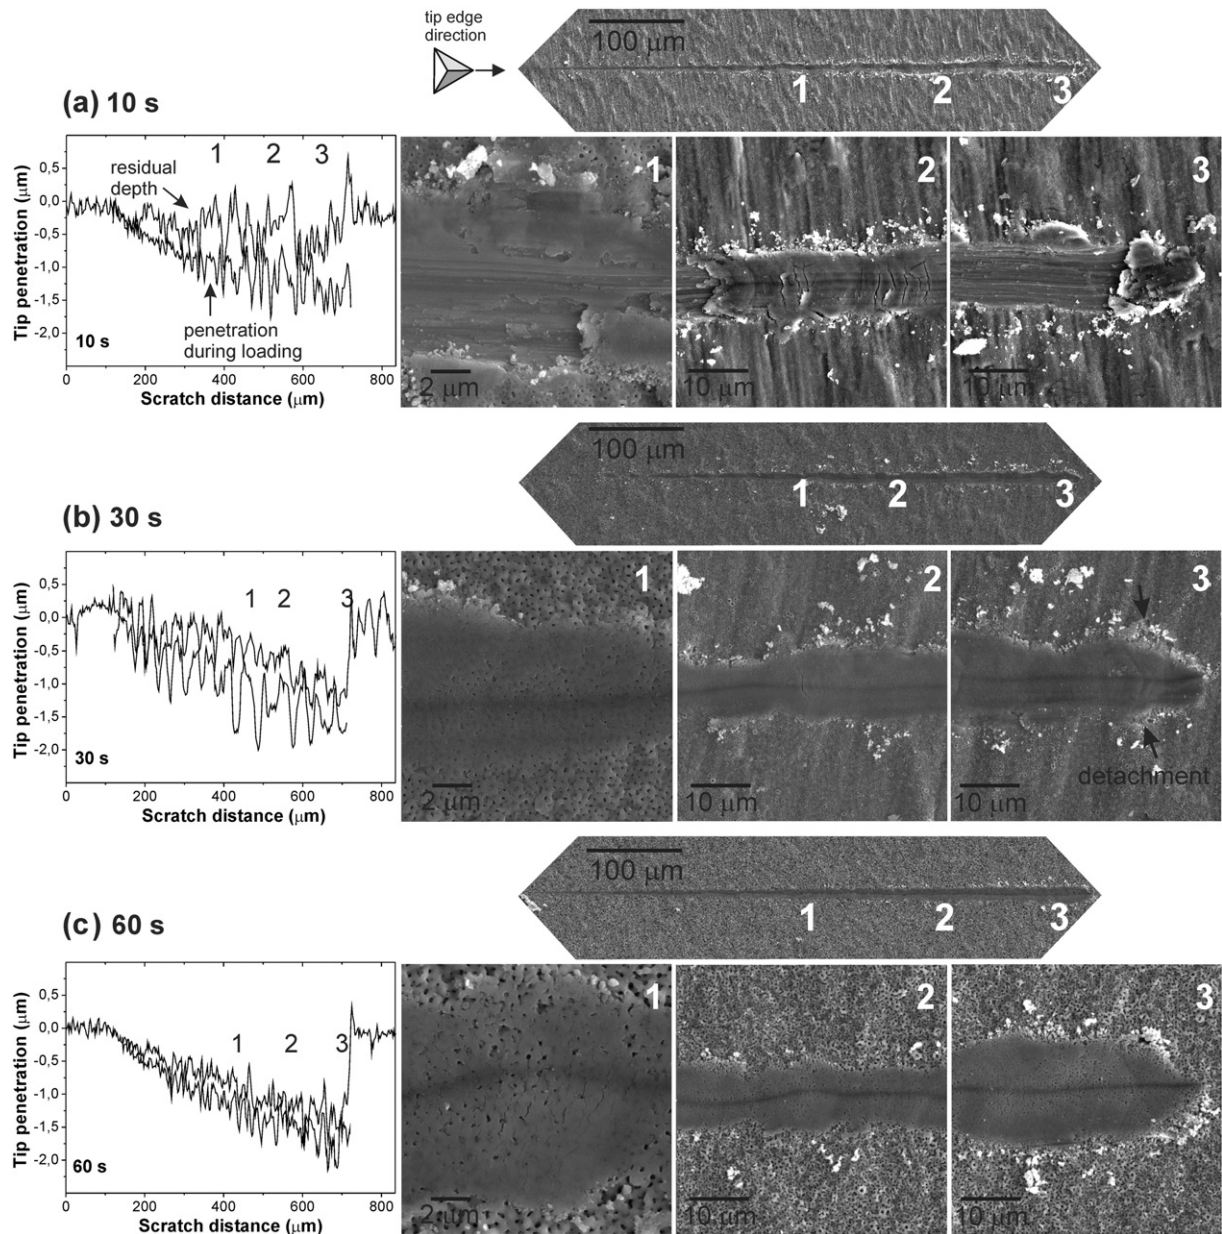 tip edge
direction
100 μm
1 2 3
(a) 10 s
Tip penetration (μm)
0,5
0,0
-0,5
-1,0
-1,5
-2,0
1 2 3
residual
depth
penetration
during loading
10 s
0 200 400 600 800
Scratch distance (μm)
1
2 μm
2
10 μm
3
10 μm
100 μm
1 2 3
(b) 30 s
Tip penetration (μm)
0,5
0,0
-0,5
-1,0
-1,5
-2,0
1 2 3
30 s
0 200 400 600 800
Scratch distance (μm)
1
2 μm
2
10 μm
3
detachment
10 μm
100 μm
1 2 3
(c) 60 s
Tip penetration (μm)
0,5
0,0
-0,5
-1,0
-1,5
-2,0
1 2 3
60 s
0 200 400 600 800
Scratch distance (μm)
1
2 μm
2
10 μm
3
10 μm